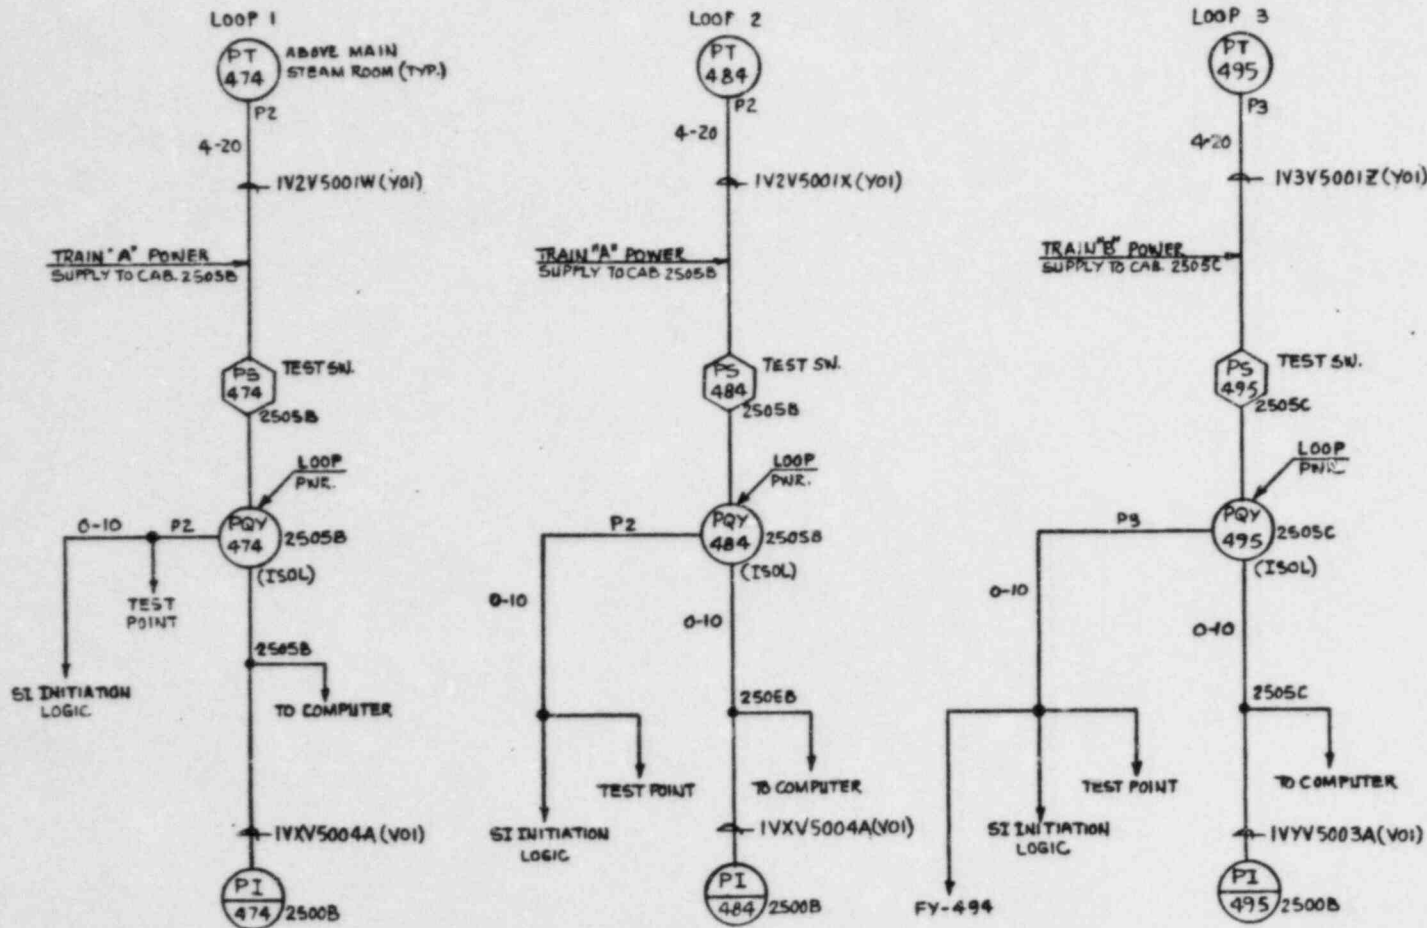 LOOP 1
PT
474
ABOVE MAIN
STEAM ROOM (TYP.)
P2
4-20
1V2V5001W(Y01)
TRAIN "A" POWER
SUPPLY TO CAB. 2505B
PS
474
TEST SW.
2505B
LOOP
PWR.
0-10
P2
PQY
474
2505B
(ISOL)
TEST
POINT
2505B
SI INITIATION
LOGIC
TO COMPUTER
1VXV5004A(V01)
PI
474
2500B
LOOP 2
PT
484
P2
4-20
1V2V5001X(Y01)
TRAIN "A" POWER
SUPPLY TO CAB 2505B
PS
484
TEST SW.
2505B
LOOP
PWR.
P2
PQY
484
2505B
(ISOL)
0-10
0-10
2505B
TEST POINT
TO COMPUTER
SI INITIATION
LOGIC
1VXV5004A(V01)
PI
484
2500B
LOOP 3
PT
495
P3
4-20
1V3V5001Z(Y01)
TRAIN "B" POWER
SUPPLY TO CAB. 2505C
PS
495
TEST SW.
2505C
LOOP
PWR.
P3
PQY
495
2505C
(ISOL)
0-10
0-10
2505C
TEST POINT
TO COMPUTER
SI INITIATION
LOGIC
1VYV5003A(V01)
FY-494
PI
495
2500B